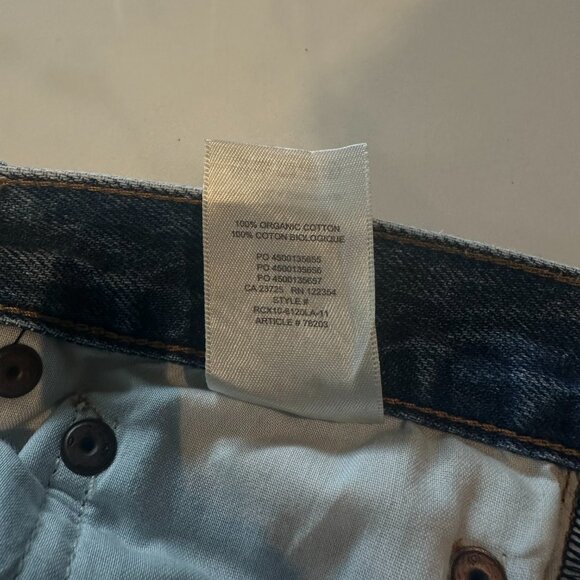 100% ORGANIC COTTON
100% COTON BIOLOGIQUE
PO 4500135655
PO 4500135656
PO 4500135657
CA 23725 RN 122354
STYLE #
RCX10-6120LA-11
ARTICLE # 78203